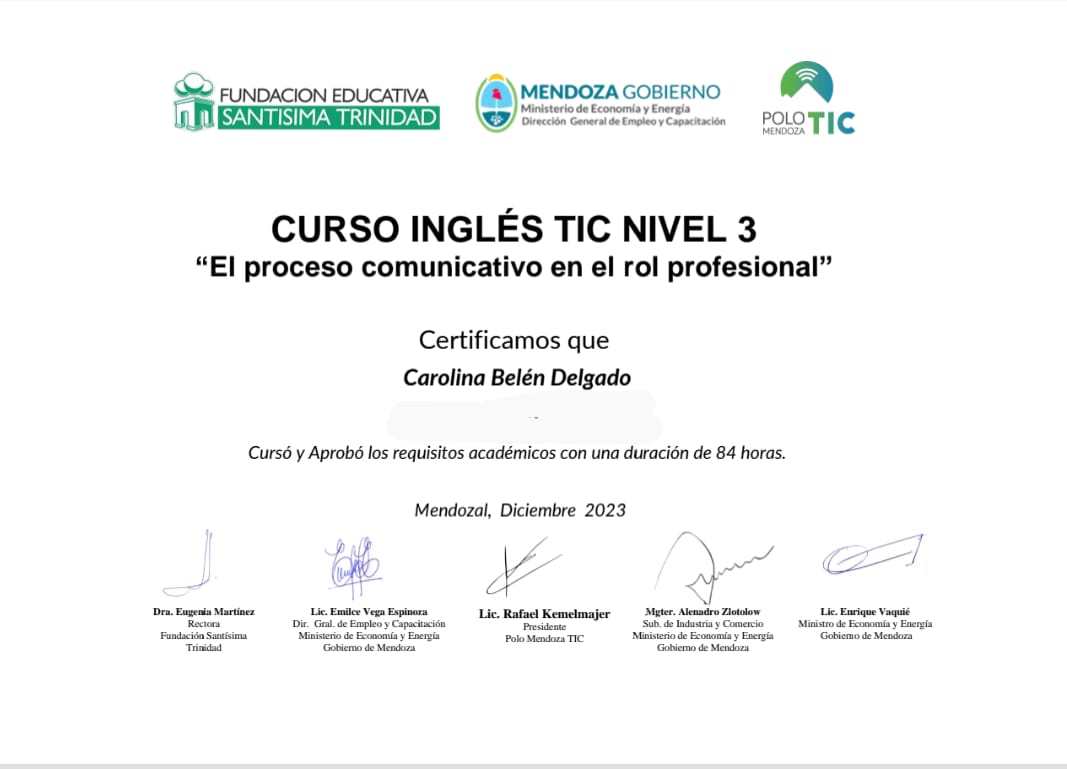 FUNDACION EDUCATIVA
SANTISIMA TRINIDAD
MENDOZA GOBIERNO
Ministerio de Economía y Energía
Dirección General de Empleo y Capacitación
POLO TIC
MENDOZA
CURSO INGLÉS TIC NIVEL 3
“El proceso comunicativo en el rol profesional”
Certificamos que
Carolina Belén Delgado
Cursó y Aprobó los requisitos académicos con una duración de 84 horas.
Mendozal, Diciembre 2023
Dra. Eugenia Martínez
Rectora
Fundación Santísima
Trinidad
Lic. Emilce Vega Espinoza
Dir. Gral. de Empleo y Capacitación
Ministerio de Economía y Energía
Gobierno de Mendoza
Lic. Rafael Kemelmajer
Presidente
Polo Mendoza TIC
Mgter. Alenadro Zlotolow
Sub. de Industria y Comercio
Ministerio de Economía y Energía
Gobierno de Mendoza
Lic. Enrique Vaquié
Ministro de Economía y Energía
Gobierno de Mendoza